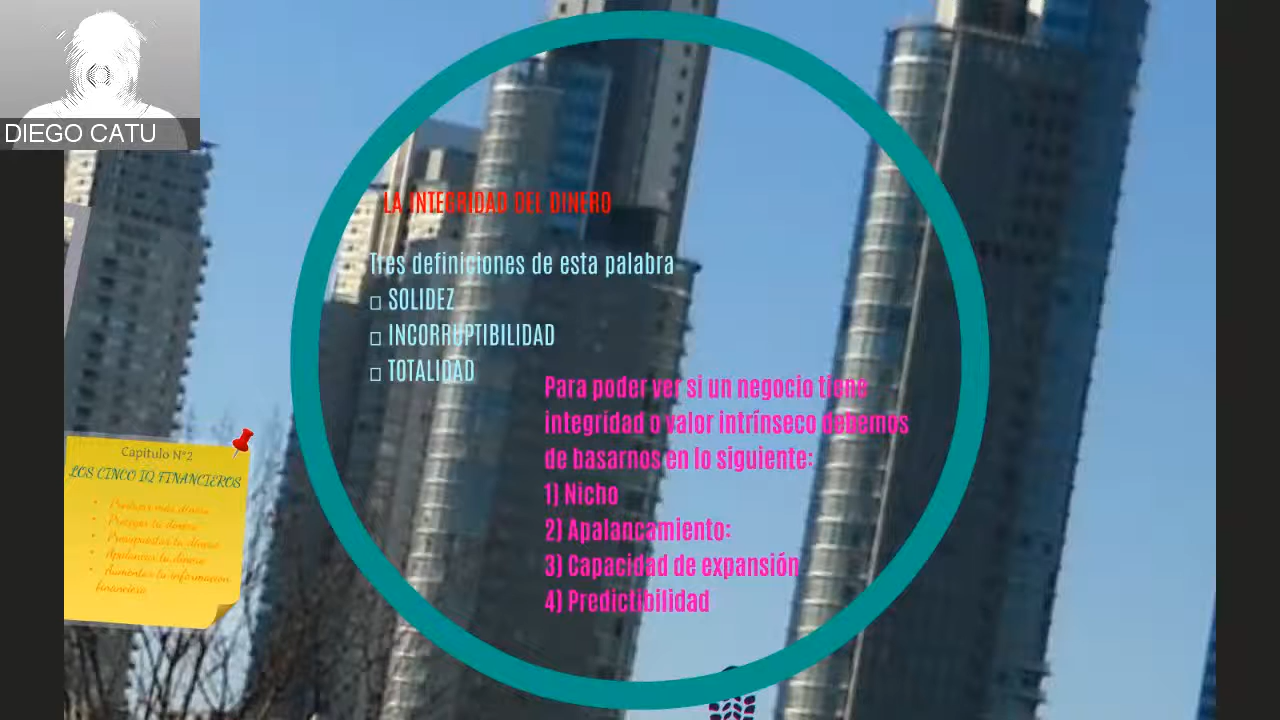 DIEGO CATU
LA INTEGRIDAD DEL DINERO
Tres definiciones de esta palabra
SOLIDEZ
INCORRUPTIBILIDAD
TOTALIDAD
Para poder ver si un negocio tiene
integridad o valor intrínseco debemos
de basarnos en lo siguiente:
1) Nicho
2) Apalancamiento:
3) Capacidad de expansión
4) Predictibilidad
Capítulo N°2
LOS CINCO IQ FINANCIEROS
• Producir más dinero
• Proteger tu dinero
• Presupuestar tu dinero
• Apalancar tu dinero
• Aumentar tu información
financiera